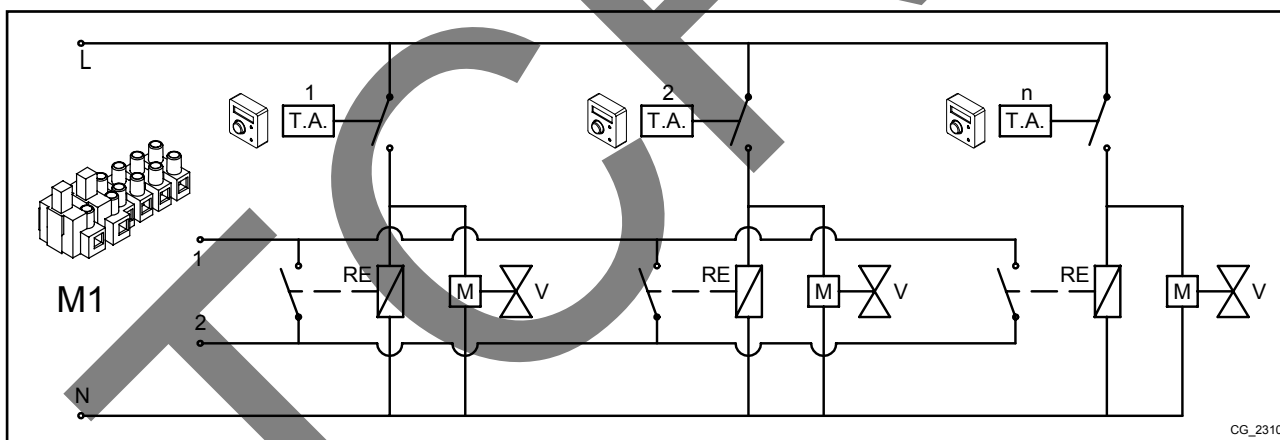 L
1 2 n
T.A. T.A. T.A.
1
RE M V RE M V RE M V
M1
2
N
CG_2310